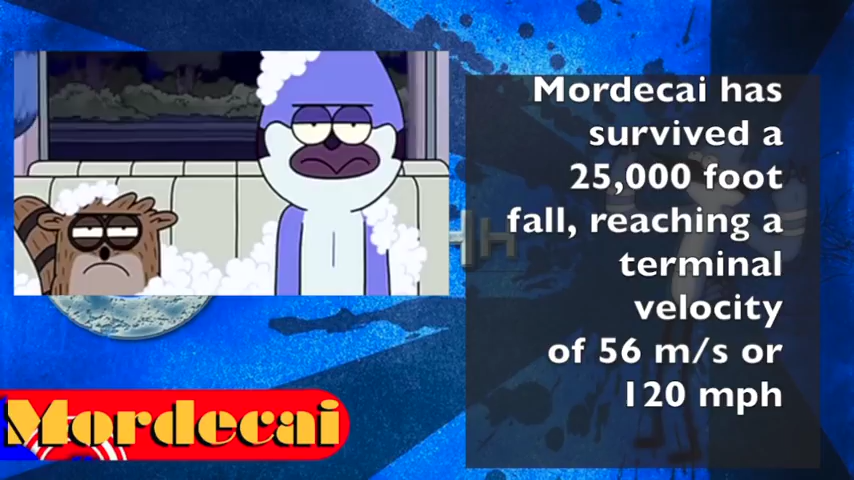 Mordecai has
survived a
25,000 foot
fall, reaching a
terminal
velocity
of 56 m/s or
120 mph
Mordecai